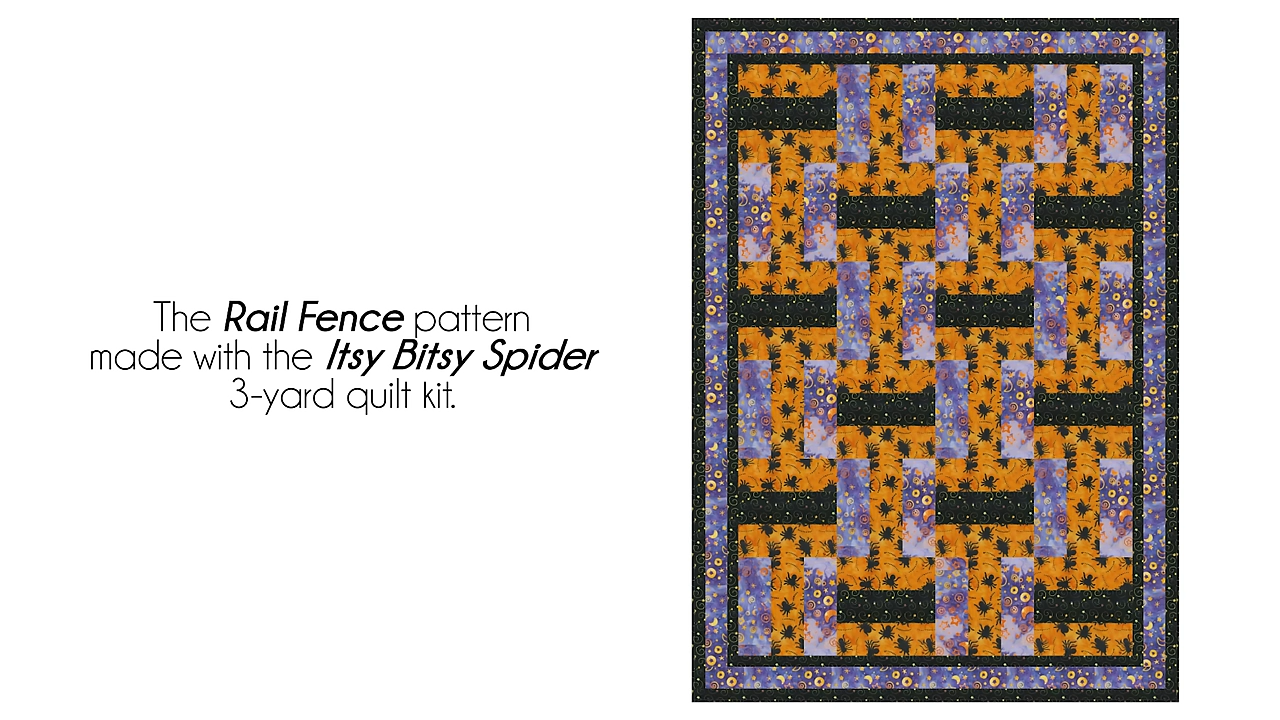 The Rail Fence pattern
made with the Itsy Bitsy Spider
3-yard quilt kit.